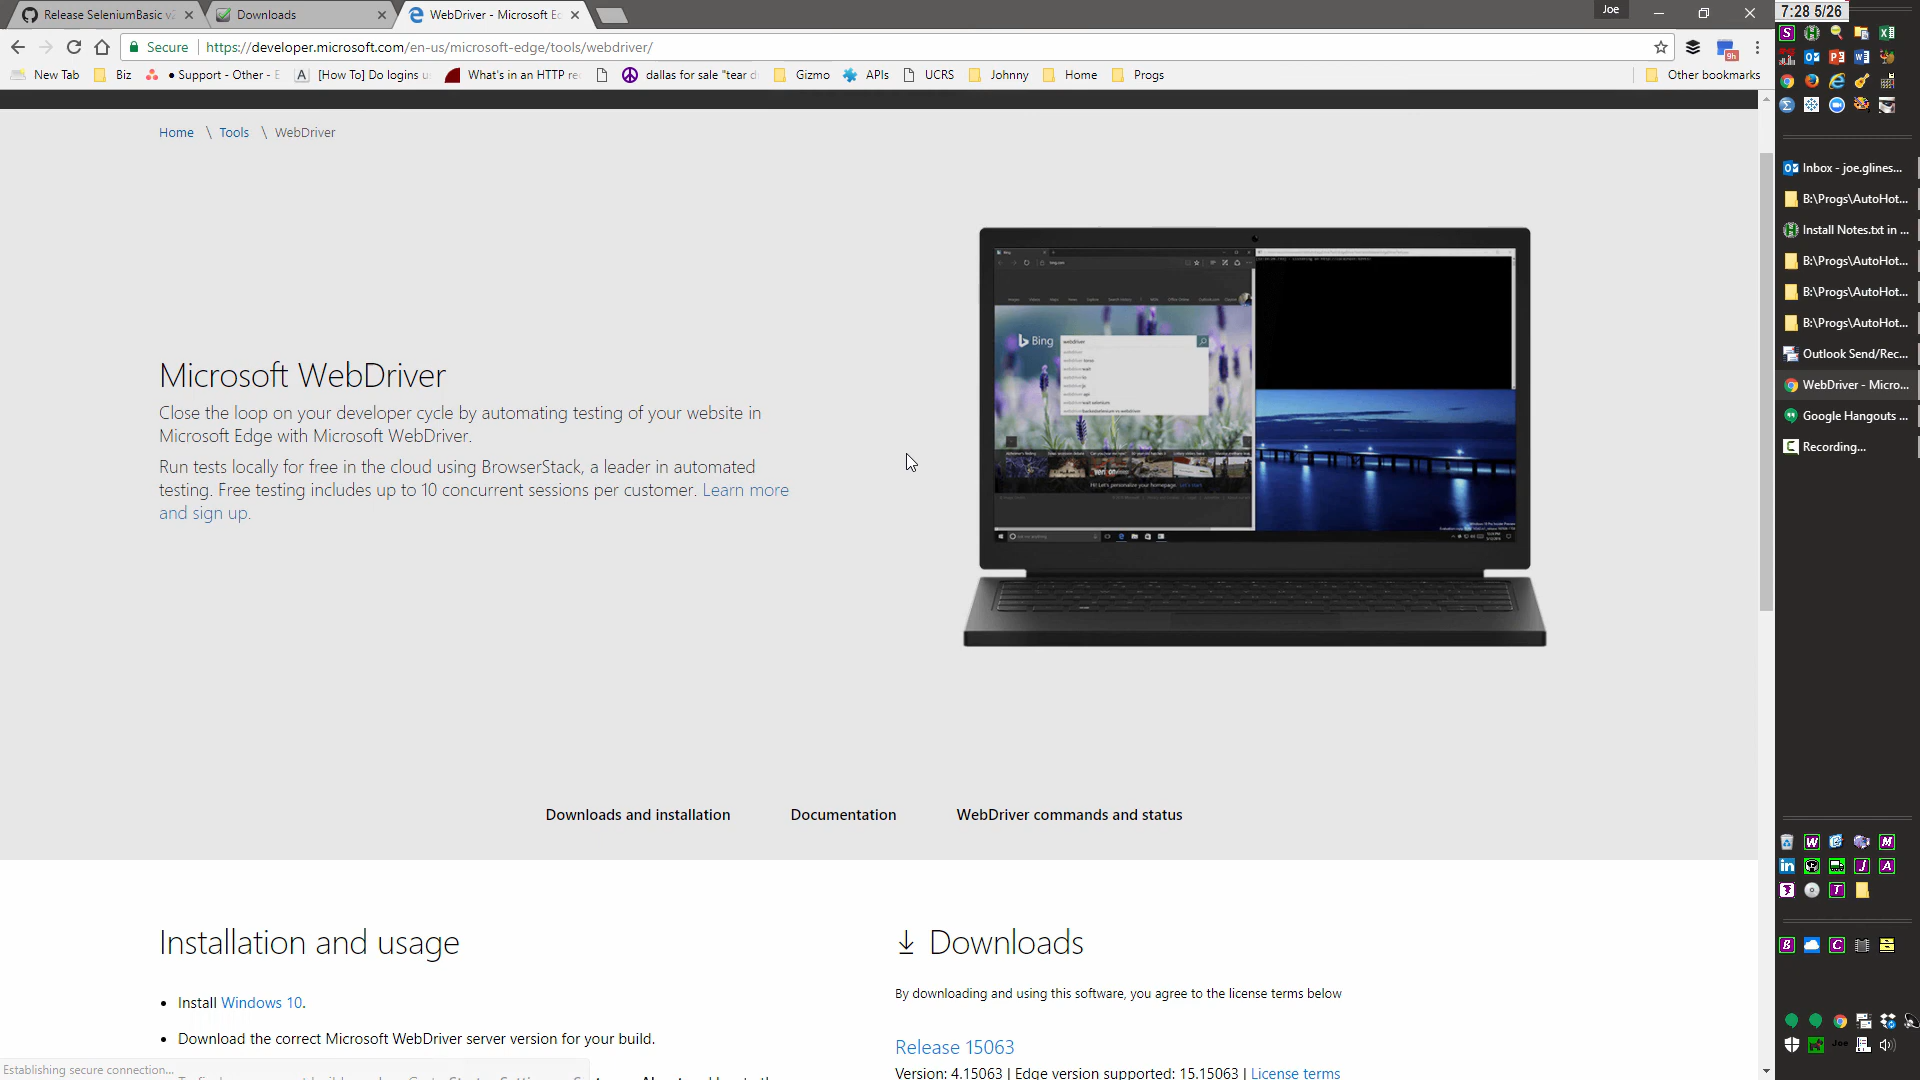 Release SeleniumBasic v
Downloads
WebDriver - Microsoft Ed
Joe
7:28 5/26
Secure
https://developer.microsoft.com/en-us/microsoft-edge/tools/webdriver/
9h
New Tab
Biz
• Support - Other - E
[How To] Do logins u
What's in an HTTP re
dallas for sale "tear d
Gizmo
APIs
UCRS
Johnny
Home
Progs
Other bookmarks
Home \ Tools \ WebDriver
Microsoft WebDriver
Close the loop on your developer cycle by automating testing of your website in
Microsoft Edge with Microsoft WebDriver.
Run tests locally for free in the cloud using BrowserStack, a leader in automated
testing. Free testing includes up to 10 concurrent sessions per customer. Learn more
and sign up.
Bing
webdriver
Downloads and installation
Documentation
WebDriver commands and status
Installation and usage
• Install Windows 10.
• Download the correct Microsoft WebDriver server version for your build.
Downloads
By downloading and using this software, you agree to the license terms below
Release 15063
Version: 4.15063 | Edge version supported: 15.15063 | License terms
Establishing secure connection...
Inbox - joe.glines...
B:\Progs\AutoHot...
Install Notes.txt in ...
B:\Progs\AutoHot...
B:\Progs\AutoHot...
B:\Progs\AutoHot...
Outlook Send/Rec...
WebDriver - Micro...
Google Hangouts ...
Recording...